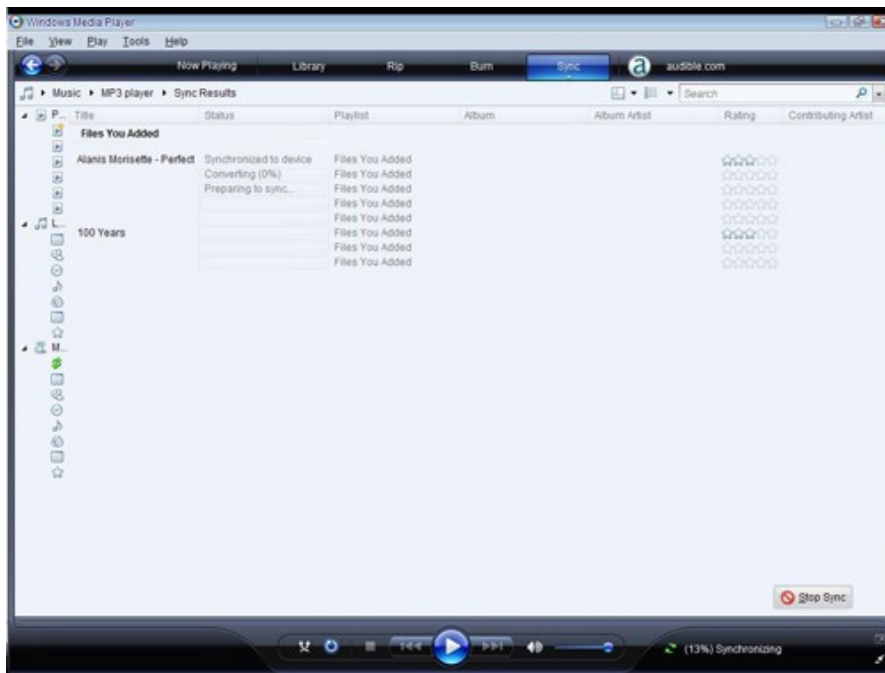 Windows Media Player
File View Play Tools Help
Now Playing Library Rip Burn Sync a audible.com
Music ▸ MP3 player ▸ Sync Results Search
P... Title Status Playlist Album Album Artist Rating Contributing Artist
Files You Added
Alanis Morisette - Perfect Synchronized to device Files You Added
Converting (0%) Files You Added
Preparing to sync... Files You Added
Files You Added
Files You Added
L...
100 Years Files You Added
Files You Added
Files You Added
M...
Stop Sync
(13%) Synchronizing